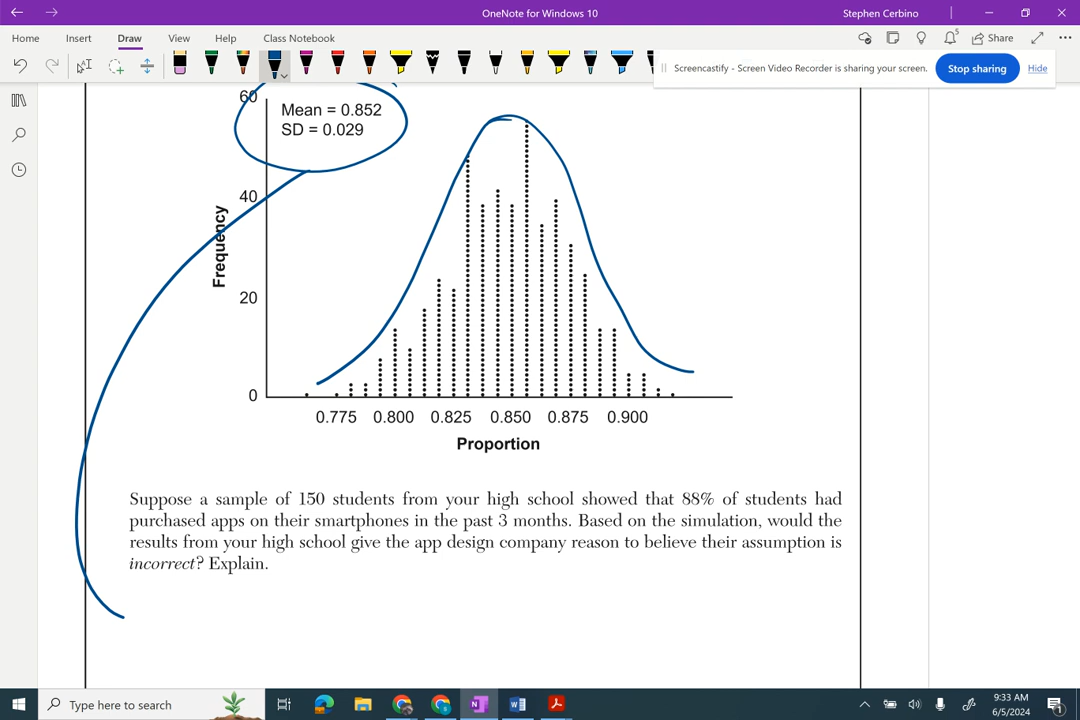 OneNote for Windows 10
Stephen Cerbino
Home Insert Draw View Help Class Notebook
Share
Screencastify - Screen Video Recorder is sharing your screen.
Stop sharing
Hide
60
Mean = 0.852
SD = 0.029
40
Frequency
20
0
0.775 0.800 0.825 0.850 0.875 0.900
Proportion
Suppose a sample of 150 students from your high school showed that 88% of students had
purchased apps on their smartphones in the past 3 months. Based on the simulation, would the
results from your high school give the app design company reason to believe their assumption is
incorrect? Explain.
Type here to search
9:33 AM
6/5/2024